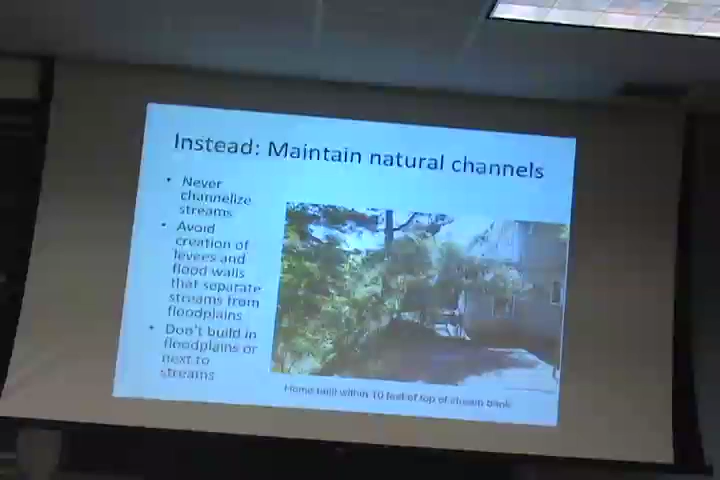 Instead: Maintain natural channels
• Never
channelize
streams
• Avoid
creation of
levees and
flood walls
that separate
streams from
floodplains
• Don't build in
floodplains or
next to
streams
Home built within 10 feet of top of stream bank